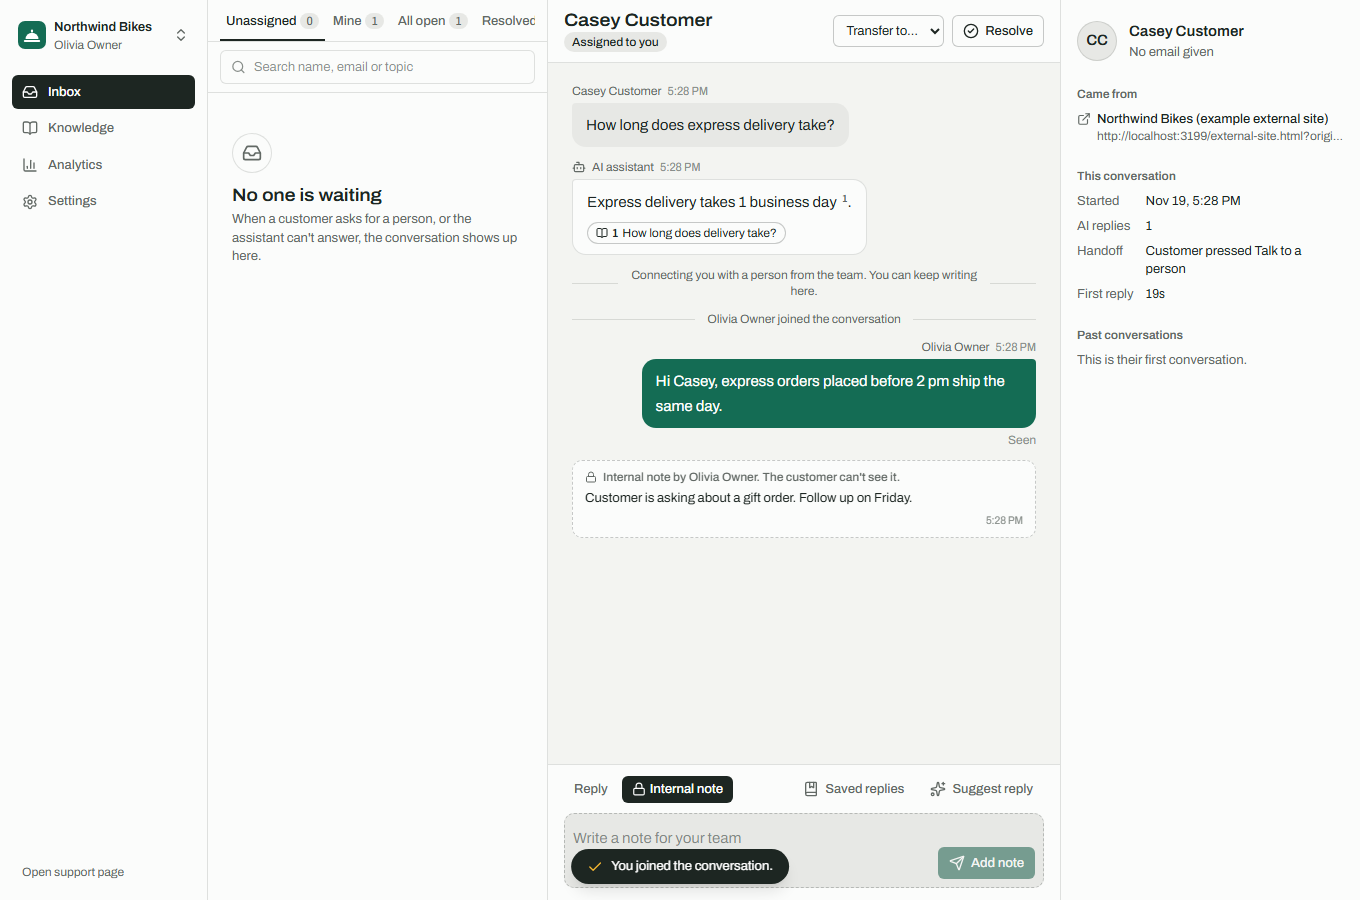 Northwind Bikes
Olivia Owner
Inbox
Knowledge
Analytics
Settings
Open support page
Unassigned 0 Mine 1 All open 1 Resolved
Search name, email or topic
No one is waiting
When a customer asks for a person, or the
assistant can't answer, the conversation shows up
here.
Casey Customer
Assigned to you
Transfer to...
Resolve
Casey Customer 5:28 PM
How long does express delivery take?
AI assistant 5:28 PM
Express delivery takes 1 business day 1.
1 How long does delivery take?
Connecting you with a person from the team. You can keep writing
here.
Olivia Owner joined the conversation
Olivia Owner 5:28 PM
Hi Casey, express orders placed before 2 pm ship the
same day.
Seen
Internal note by Olivia Owner. The customer can't see it.
Customer is asking about a gift order. Follow up on Friday.
5:28 PM
Reply
Internal note
Saved replies
Suggest reply
Write a note for your team
You joined the conversation.
Add note
CC
Casey Customer
No email given
Came from
Northwind Bikes (example external site)
http://localhost:3199/external-site.html?origi...
This conversation
Started Nov 19, 5:28 PM
AI replies 1
Handoff Customer pressed Talk to a
person
First reply 19s
Past conversations
This is their first conversation.